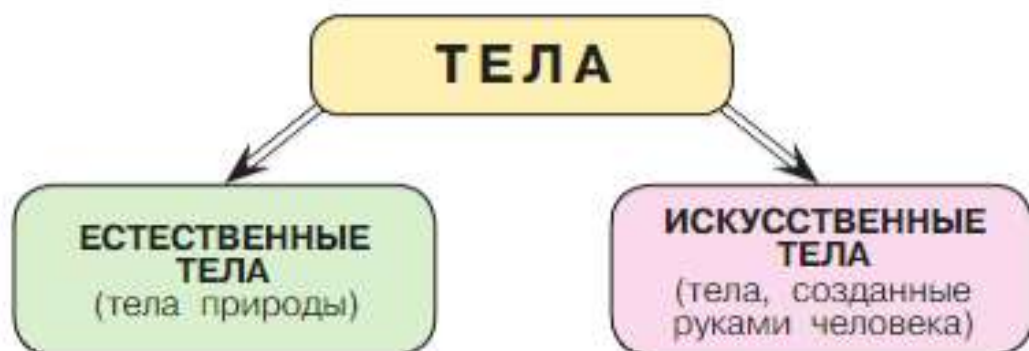 ТЕЛА
ЕСТЕСТВЕННЫЕ
ТЕЛА
(тела природы)
ИСКУССТВЕННЫЕ
ТЕЛА
(тела, созданные
руками человека)